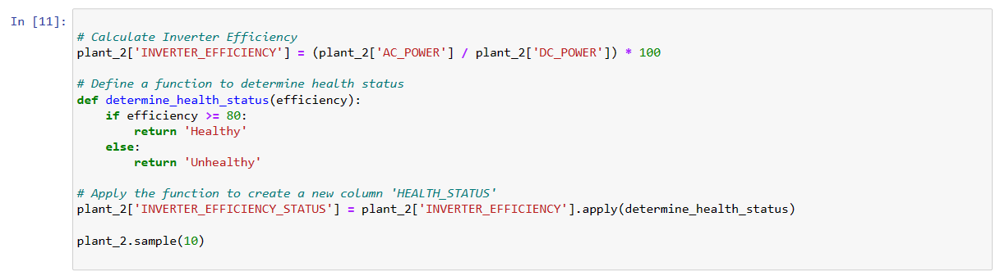 In [11]:
# Calculate Inverter Efficiency
plant_2['INVERTER_EFFICIENCY'] = (plant_2['AC_POWER'] / plant_2['DC_POWER']) * 100
# Define a function to determine health status
def determine_health_status(efficiency):
    if efficiency >= 80:
        return 'Healthy'
    else:
        return 'Unhealthy'
# Apply the function to create a new column 'HEALTH_STATUS'
plant_2['INVERTER_EFFICIENCY_STATUS'] = plant_2['INVERTER_EFFICIENCY'].apply(determine_health_status)
plant_2.sample(10)